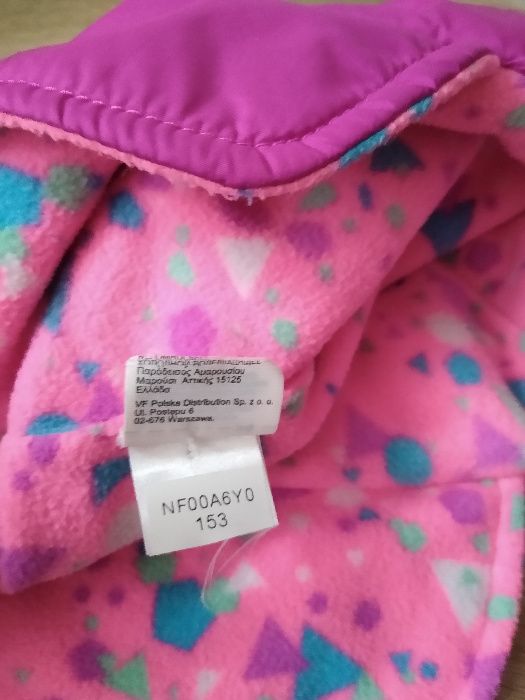 Παράδεισος Αμαρουσίου
Μαρούσι Αττικής 15125
Ελλάδα
VF Polska Distribution Sp. z o. o.
Ul. Postępu 6
02-676 Warszawa.
NF00A6Y0
153